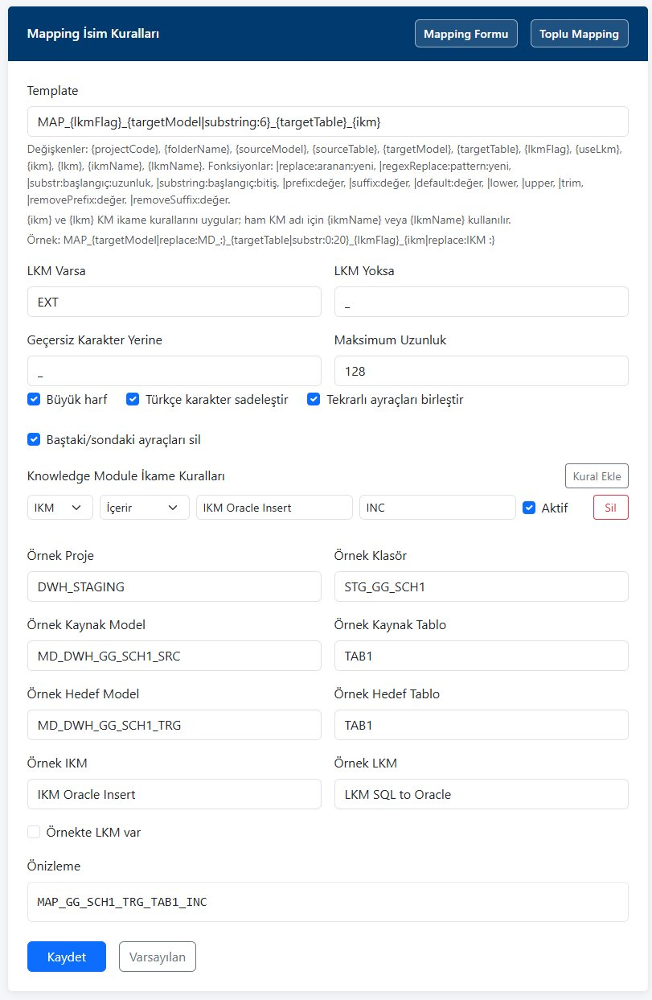 Mapping İsim Kuralları
Mapping Formu
Toplu Mapping
Template
MAP_{lkmFlag}_{targetModel|substring:6}_{targetTable}_{ikm}
Değişkenler: {projectCode}, {folderName}, {sourceModel}, {sourceTable}, {targetModel}, {targetTable}, {lkmFlag}, {useLkm},
{ikm}, {lkm}, {ikmName}, {lkmName}. Fonksiyonlar: |replace:aranan:yeni, |regexReplace:pattern:yeni,
|substr:başlangıç:uzunluk, |substring:başlangıç:bitiş, |prefix:değer, |suffix:değer, |default:değer, |lower, |upper, |trim,
|removePrefix:değer, |removeSuffix:değer.
{ikm} ve {lkm} KM ikame kurallarını uygular; ham KM adı için {ikmName} veya {lkmName} kullanılır.
Örnek: MAP_{targetModel|replace:MD_:}_{targetTable|substr:0:20}_{lkmFlag}_{ikm|replace:IKM :}
LKM Varsa
LKM Yoksa
EXT
_
Geçersiz Karakter Yerine
Maksimum Uzunluk
_
128
Büyük harf
Türkçe karakter sadeleştir
Tekrarlı ayraçları birleştir
Baştaki/sondaki ayraçları sil
Knowledge Module İkame Kuralları
Kural Ekle
IKM
İçerir
IKM Oracle Insert
INC
Aktif
Sil
Örnek Proje
Örnek Klasör
DWH_STAGING
STG_GG_SCH1
Örnek Kaynak Model
Örnek Kaynak Tablo
MD_DWH_GG_SCH1_SRC
TAB1
Örnek Hedef Model
Örnek Hedef Tablo
MD_DWH_GG_SCH1_TRG
TAB1
Örnek IKM
Örnek LKM
IKM Oracle Insert
LKM SQL to Oracle
Örnekte LKM var
Önizleme
MAP_GG_SCH1_TRG_TAB1_INC
Kaydet
Varsayılan